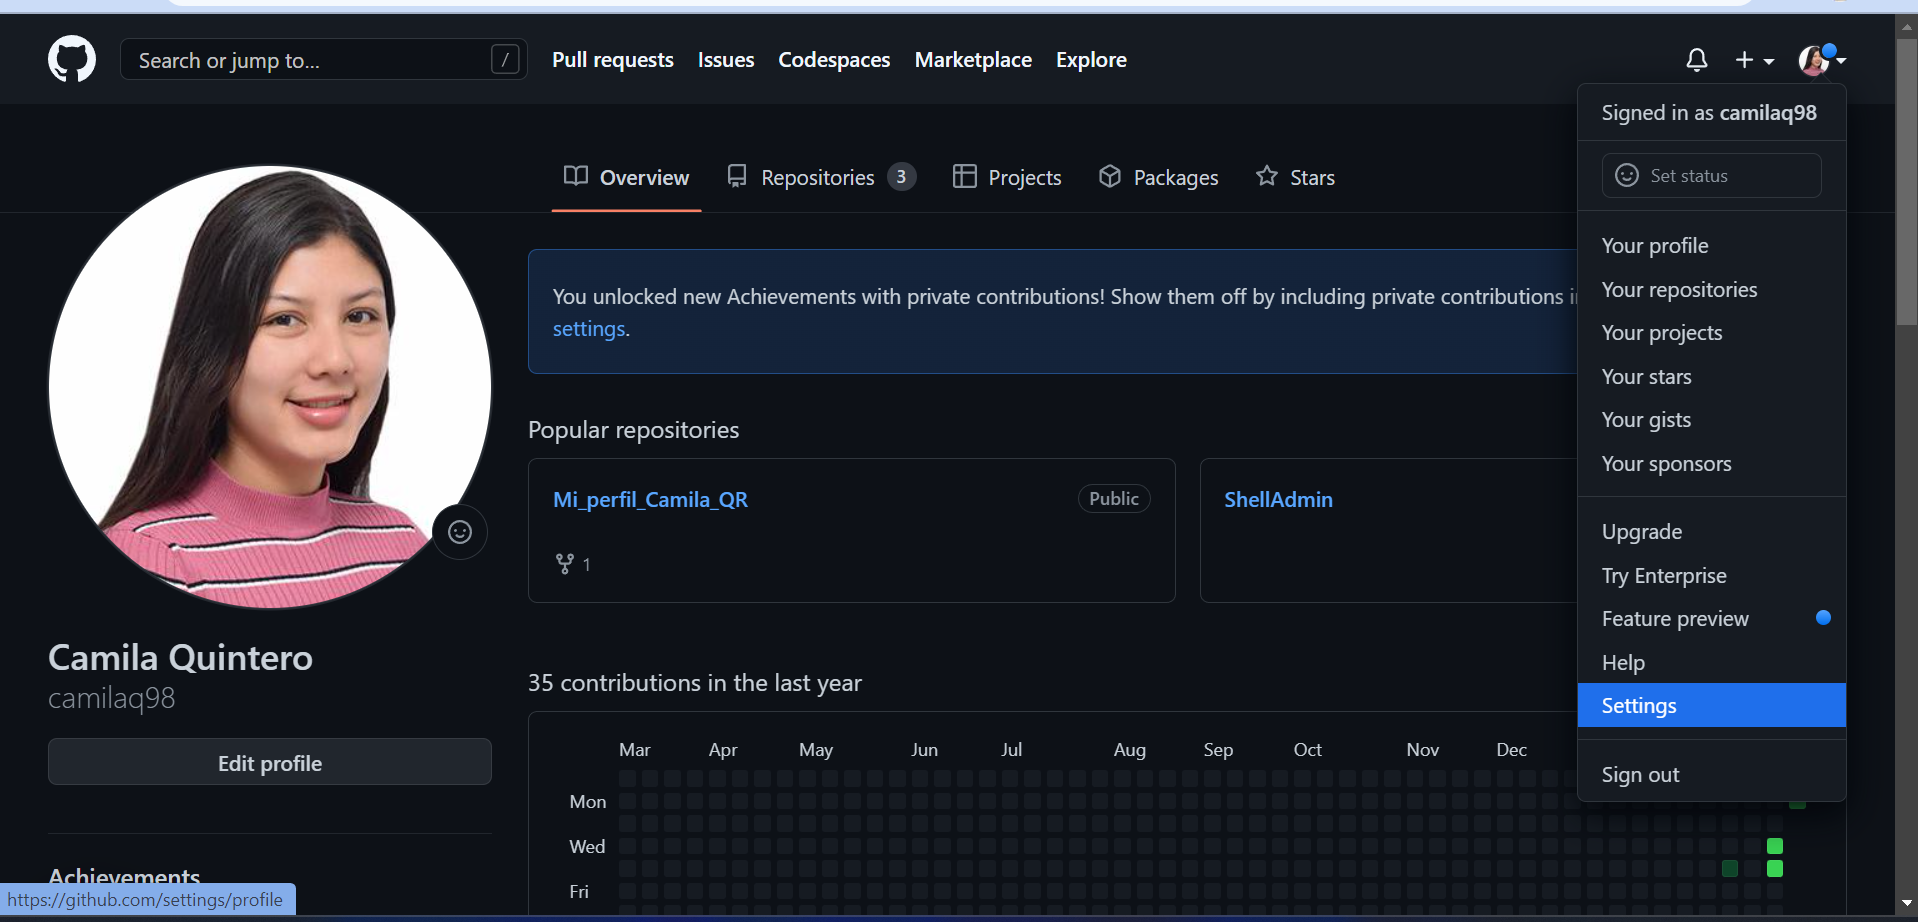 Search or jump to...
/
Pull requests
Issues
Codespaces
Marketplace
Explore
Signed in as camilaq98
Set status
Your profile
Your repositories
Your projects
Your stars
Your gists
Your sponsors
Upgrade
Try Enterprise
Feature preview
Help
Settings
Sign out
Overview
Repositories 3
Projects
Packages
Stars
You unlocked new Achievements with private contributions! Show them off by including private contributions
settings.
Popular repositories
Mi_perfil_Camila_QR
Public
1
ShellAdmin
Camila Quintero
camilaq98
Edit profile
Achievements
35 contributions in the last year
Mar Apr May Jun Jul Aug Sep Oct Nov Dec
Mon
Wed
Fri
https://github.com/settings/profile